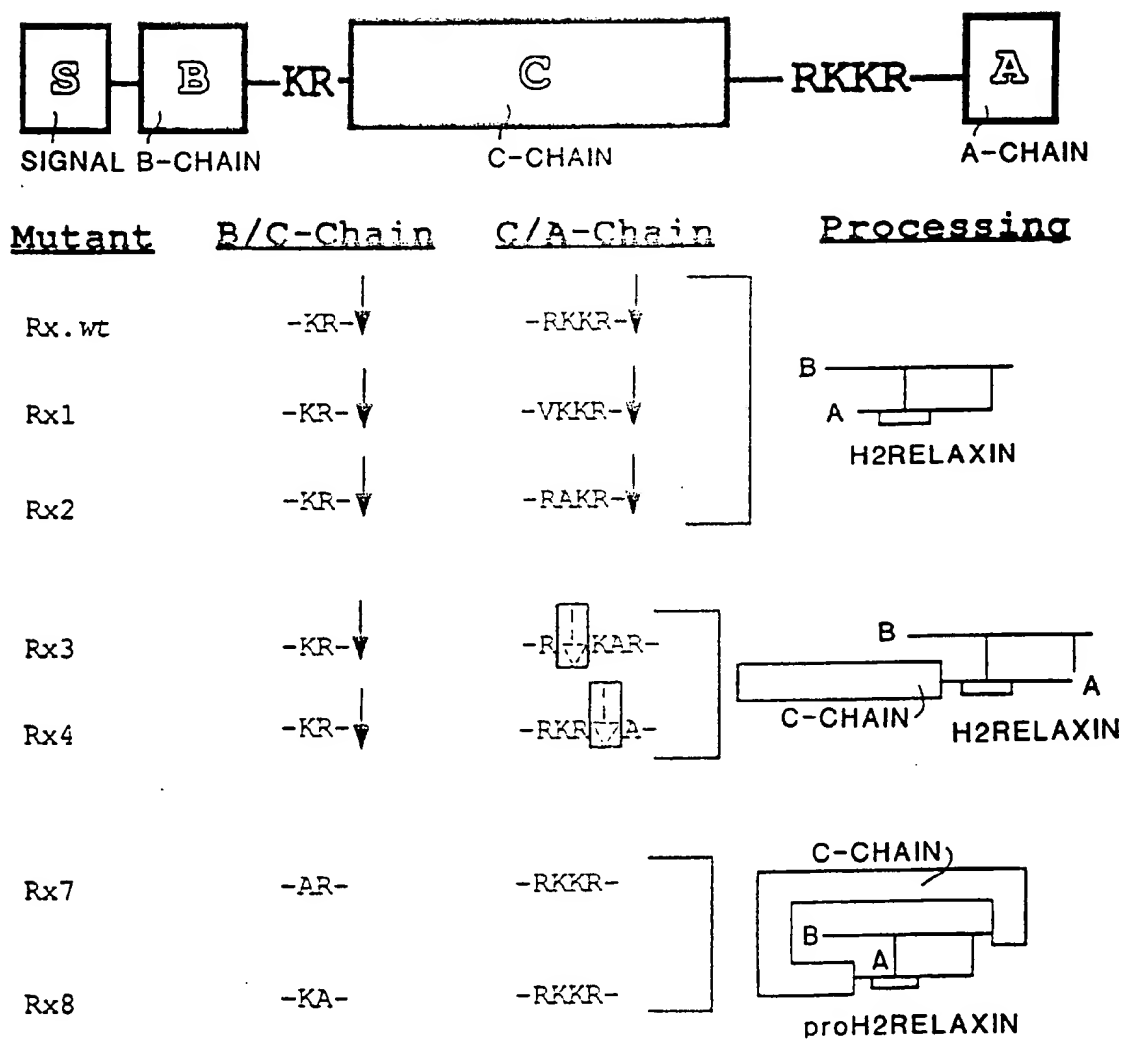 S B KR C RKKR A
SIGNAL B-CHAIN C-CHAIN A-CHAIN
Mutant B/C-Chain C/A-Chain Processing
Rx.wt -KR- -RKKR-
B
Rx1 -KR- -VKKR-
A
H2RELAXIN
Rx2 -KR- -RAKR-
Rx3 -KR- -R KAR-
B
A
C-CHAIN
Rx4 -KR- -RKR A-
H2RELAXIN
C-CHAIN
Rx7 -AR- -RKKR-
B
A
Rx8 -KA- -RKKR-
proH2RELAXIN